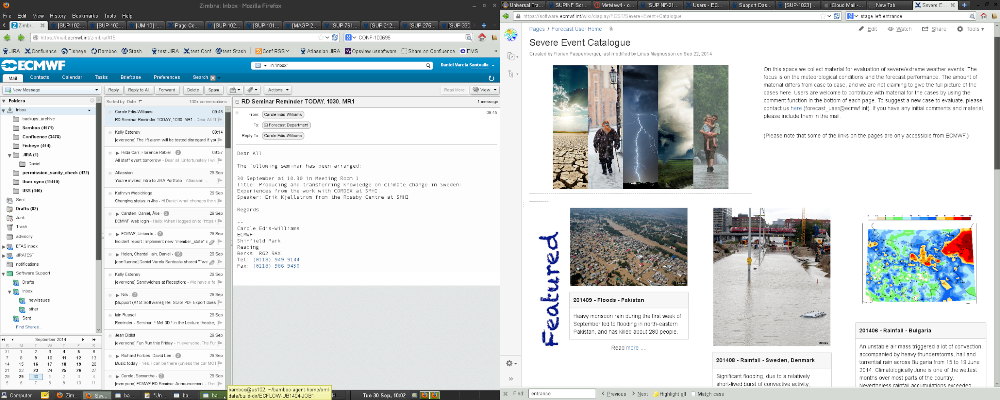 Zimbra: Inbox - Mozilla Firefox
File Edit View History Bookmarks Tools Help
Zimbr... [SUP-102... [SUP-102... [UM-10] I... Page Co... [SUP-102... [SUP-101... [MAGP-2... [SUP-791... [SUP-212... [SUP-275... [SUP-330
https://mail.ecmwf.int/zimbra/#15
CONF-100696
JIRA Confluence Fisheye Bamboo Stash test JIRA test Conf test Stash Conf RSS Atlassian JIRA Opsview ussoftware Share on Confluence EMS »
ECMWF
in:"inbox"
Daniel Varela Santoalla
Mail Contacts Calendar Tasks Briefcase Preferences Search
New Message
Reply Reply to All Forward Delete Spam Actions Read More View
Folders
Inbox
backups_archive
Bamboo (4571)
Confluence (3478)
Fisheye (414)
JIRA (1)
Daniel
permission_sanity_check (472)
User sync (11410)
USS (440)
Sent
Drafts (82)
Junk
Trash
advisory
EFAS Inbox
JIRATEST
notifications
Software Support
Drafts
Inbox
newissues
other
Sent
Find Shares...
September 2014
S M T W T F S
31 1 2 3 4 5 6
7 8 9 10 11 12 13
14 15 16 17 18 19 20
21 22 23 24 25 26 27
28 29 30 1 2 3 4
5 6 7 8 9 10 11
Sorted by: Date 100+ conversations
Carole Edis-Williams 09:45
RD Seminar Reminder TODAY, 1030, MR1 - Dear All Tl
Kelly Esteney 09:14
[everyone] The lift alarm will be tested disregard if yo
Hilda Carr, Florence Rabier - 2 08:57
All staff event tomorrow - Dear all, Unfortunately I wil
Atlassian 29 Sep
You're invited: Intro to JIRA Portfolio - Atlassian ...
Kathryn Wooldridge 29 Sep
Changing status in Jira - Hi Daniel what changes the s
Carsten, Daniel, Åke - 3 29 Sep
ECMWF web login - Hello: When I logged on to "https:/
ECMWF, Umberto - 2 29 Sep
Incident report : Implement new "member_state" a
Helen, Chantal, Iain, Daniel - 16 29 Sep
[confluence] Daniel Varela Santoalla shared "Two
Kelly Esteney 29 Sep
[everyone] Sandwiches at Reception: - We have a fe
Nils - 2 29 Sep
[Support (K15t Software)] Re: Scroll PDF Export does
Iain Russell 29 Sep
Reminder - Seminar: * Met.3D * in the Lecture theatre,
Jean Bidlot 29 Sep
[everyone] Fun Run this Friday - Hi everyone, The Fur
Richard Forbes, David Lee - 2 29 Sep
Music today - Yes, I can be there (unless the car MOT
Carole, Samantha - 2 29 Sep
[everyone] ECMWF RD Seminar Announcement - The
RD Seminar Reminder TODAY, 1030, MR1 1 message
From: Carole Edis-Williams 09:45
To: Forecast Department
Reply To: Carole Edis-Williams
Dear All
The following seminar has been arranged:
30 September at 10.30 in Meeting Room 1
Title: Producing and transferring knowledge on climate change in Sweden:
Experiences from the work with CORDEX at SMHI
Speaker: Erik Kjellstrom from the Rossby Centre at SMHI
Regards
--
Carole Edis-Williams
ECMWF
Shinfield Park
Reading
Berks RG2 9AX
Tel: (0118) 949 9144
Fax: (0118) 986 9450
bamboo@us102: ~/bamboo-agent-home/xml-
data/build-dir/ECFLOW-UB1404-JOB1
Computer Zim... Sev... ba... *Un... ba... ba... H... Tue 30 Sep, 10:02
Universal Tra... SUPINF Scr... Metview4 - o... [SUPINF-21... Users - EC... Support Das... [SUP-1023] ... iCloud Mail -... New Tab Severe E...
https://software.ecmwf.int/wiki/display/FCST/Severe+Event+Catalogue
stage left entrance
Pages / Forecast User Home
Edit Watch Share Tools
Severe Event Catalogue
Created by Florian Pappenberger, last modified by Linus Magnusson on Sep 22, 2014
On this space we collect material for evaluation of severe/extreme weather events. The
focus is on the meteorological conditions and the forecast performance. The amount of
material differs from case to case, and we are not claiming to give the full picture of the
cases here. Users are welcome to contribute with material for the cases by using the
comment function in the bottom of each page. To suggest a new case to evaluate, please
contact us here (forecast_user@ecmwf.int). If you have any initial comments and material,
please include them in the mail.
(Please note that some of the links on the pages are only accessible from ECMWF.)
Featured
201409 - Floods - Pakistan
Heavy monsoon rain during the first week of
September led to flooding in north-eastern
Pakistan, and has killed about 280 people.
Read more ....
201408 - Rainfall - Sweden, Denmark
Significant flooding, due to a relatively
short-lived burst of convective activity,
201406 - Rainfall - Bulgaria
An unstable air mass triggered a lot of convection
accompanied by heavy thunderstorms, hail and
torrential rain across Bulgaria from 15 to 19 June
2014. Climatologically June is one of the wettest
months over most parts of the country.
Nevertheless rainfall accumulations exceeded
Find: entrance Previous Next Highlight all Match case